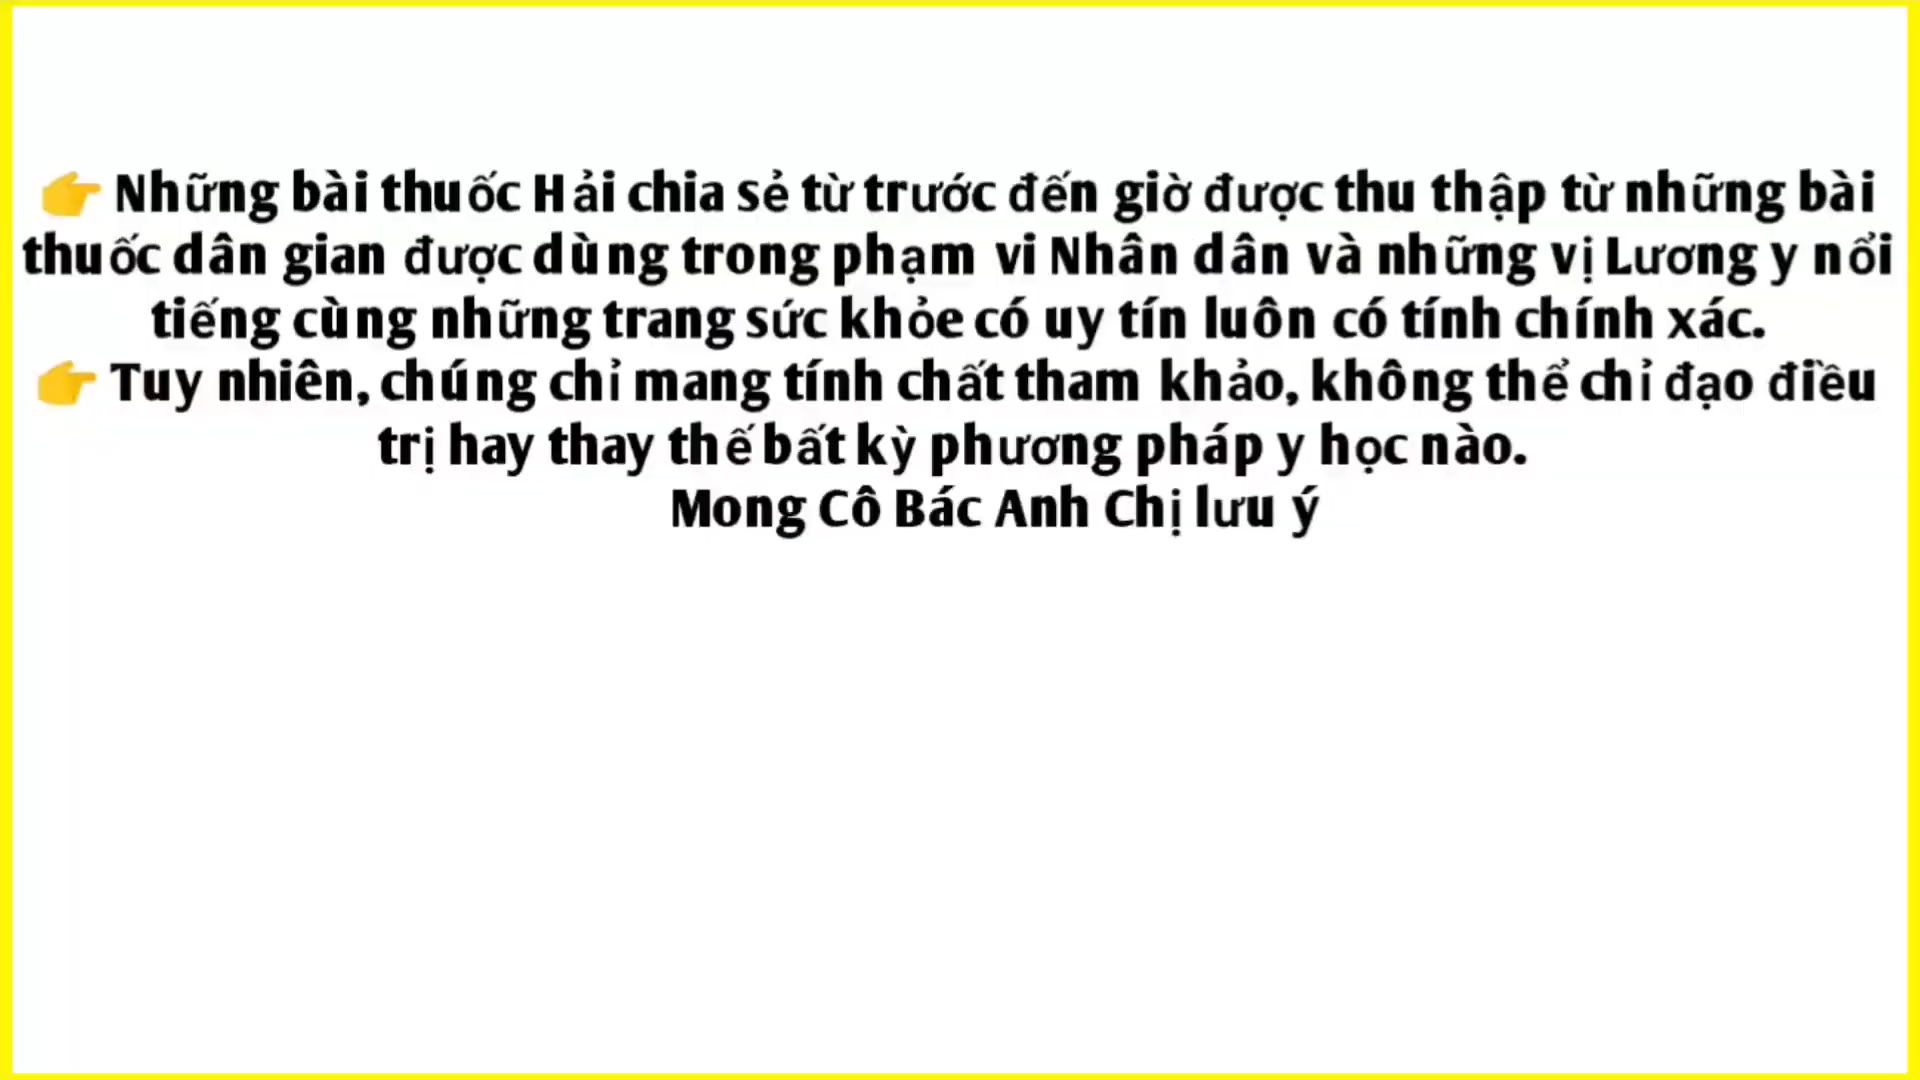 👉 Những bài thuốc Hải chia sẻ từ trước đến giờ được thu thập từ những bài
thuốc dân gian được dùng trong phạm vi Nhân dân và những vị Lương y nổi
tiếng cùng những trang sức khỏe có uy tín luôn có tính chính xác.
👉 Tuy nhiên, chúng chỉ mang tính chất tham khảo, không thể chỉ đạo điều
trị hay thay thế bất kỳ phương pháp y học nào.
Mong Cô Bác Anh Chị lưu ý